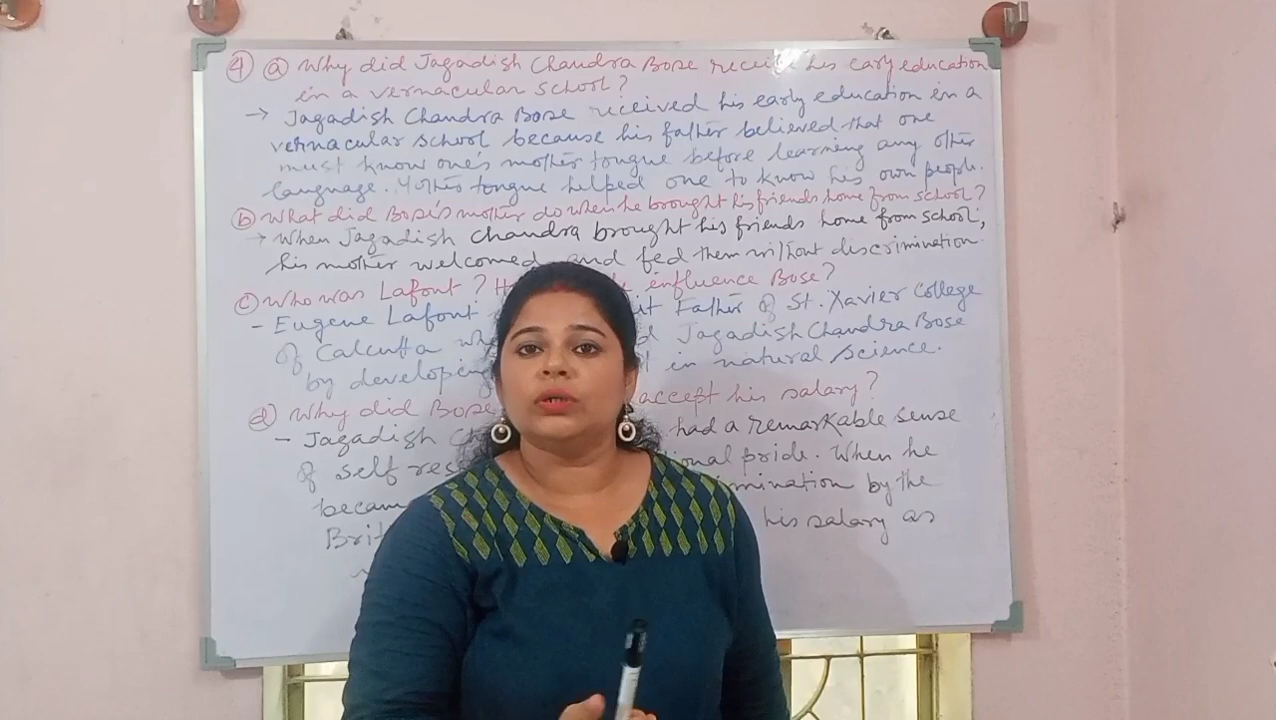 4) a) Why did Jagadish Chandra Bose receive his early education
in a vernacular school?
→ Jagadish Chandra Bose received his early education in a
vernacular school because his father believed that one
must know one's mother tongue before learning any other
language. Mother tongue helped one to know his own people.
b) What did Bose's mother do when he brought his friends home from school?
→ When Jagadish Chandra brought his friends home from school,
his mother welcomed and fed them without discrimination.
c) Who was Lafont? influence Bose?
- Eugene Lafont Father of St. Xavier College
of Calcutta Jagadish Chandra Bose
by in natural science.
d) Why did Bose accept his salary?
- Jagadish had a remarkable sense
of self pride. When he
by the
his salary as